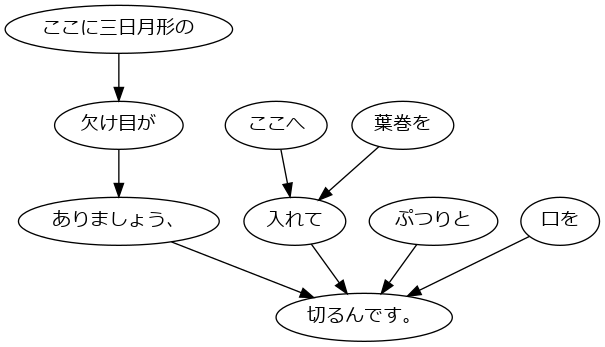 ここに三日月形の
欠け目が
ここへ
葉巻を
ありましょう、
入れて
ぷつりと
口を
切るんです。